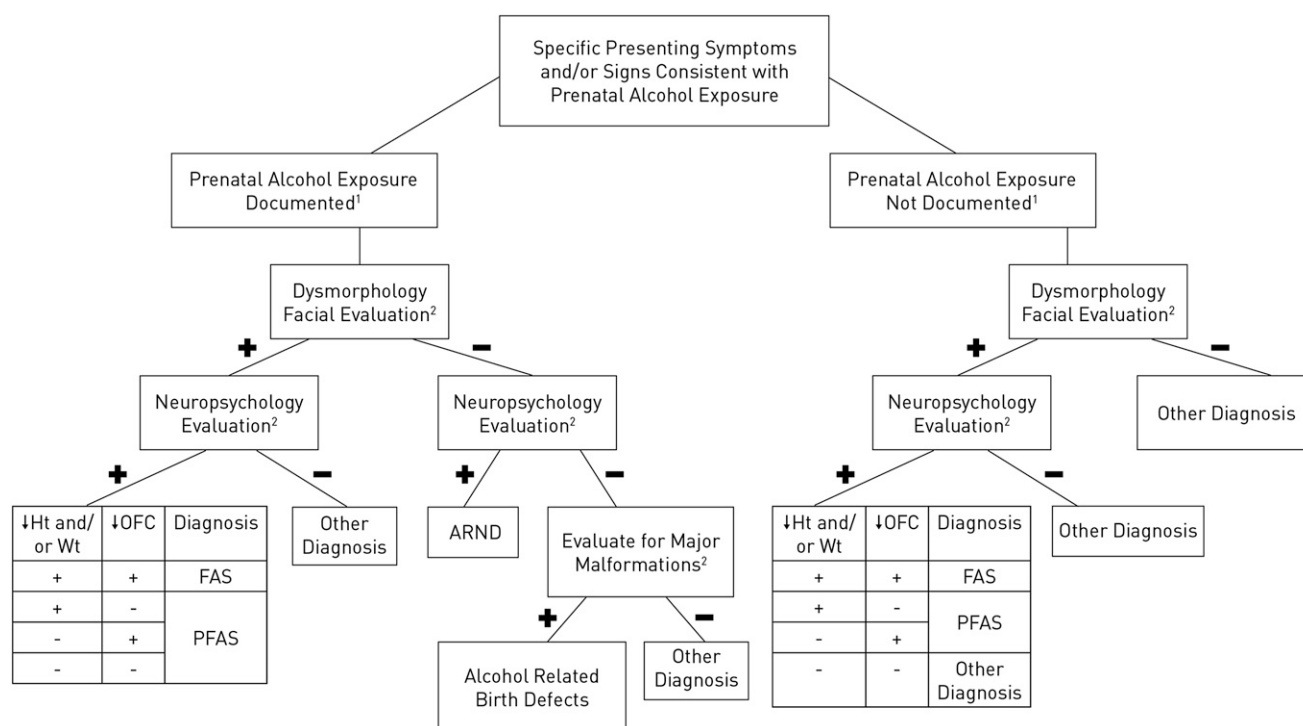 Specific Presenting Symptoms
and/or Signs Consistent with
Prenatal Alcohol Exposure
Prenatal Alcohol Exposure
Documented¹
Prenatal Alcohol Exposure
Not Documented¹
Dysmorphology
Facial Evaluation²
Dysmorphology
Facial Evaluation²
+
-
+
-
Neuropsychology
Evaluation²
Neuropsychology
Evaluation²
Neuropsychology
Evaluation²
Other Diagnosis
+
-
+
-
+
-
↓Ht and/
or Wt
↓OFC
Diagnosis
+ + FAS
+ -
- +
- -
PFAS
Other
Diagnosis
ARND
Evaluate for Major
Malformations²
+
-
Alcohol Related
Birth Defects
Other
Diagnosis
↓Ht and/
or Wt
↓OFC
Diagnosis
+ + FAS
+ -
- +
PFAS
- -
Other
Diagnosis
Other Diagnosis